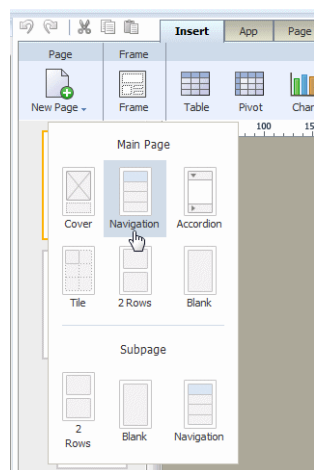 Insert App Page
Page Frame
New Page Frame Table Pivot Char
100 15
Main Page
Cover Navigation Accordion
Tile 2 Rows Blank
Subpage
2
Rows Blank Navigation